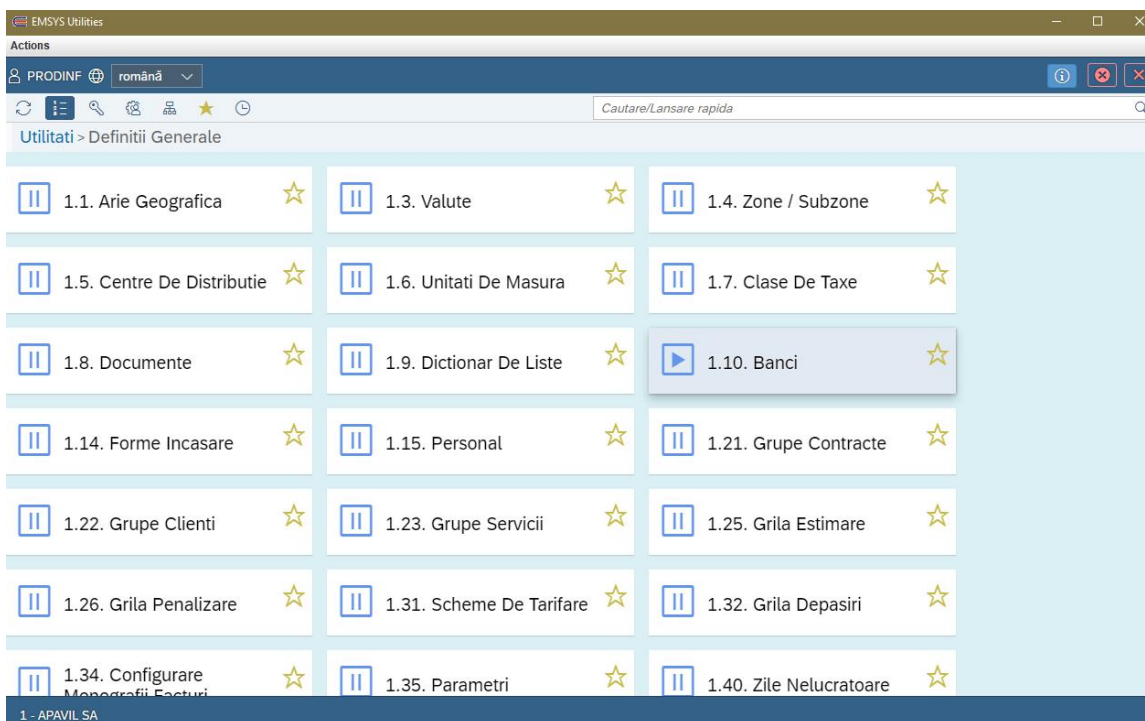 EMSYS Utilities
Actions
PRODINF română
Cautare/Lansare rapida
Utilitati > Definitii Generale
1.1. Arie Geografica
1.3. Valute
1.4. Zone / Subzone
1.5. Centre De Distributie
1.6. Unitati De Masura
1.7. Clase De Taxe
1.8. Documente
1.9. Dictionar De Liste
1.10. Banci
1.14. Forme Incasare
1.15. Personal
1.21. Grupe Contracte
1.22. Grupe Clienti
1.23. Grupe Servicii
1.25. Grila Estimare
1.26. Grila Penalizare
1.31. Scheme De Tarifare
1.32. Grila Depasiri
1.34. Configurare
Monografii Facturi
1.35. Parametri
1.40. Zile Nelucratoare
1 - APAVIL SA